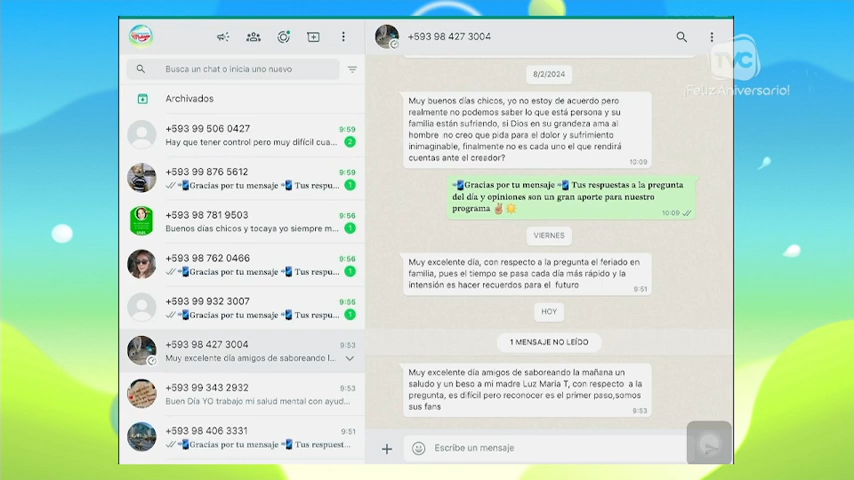 Busca un chat o inicia uno nuevo
Archivados
+593 99 506 0427
9:59
Hay que tener control pero muy difícil cua...
2
+593 99 876 5612
9:59
Gracias por tu mensaje Tus respu...
1
+593 98 781 9503
9:56
Buenos días chicos y tocaya yo siempre m...
1
+593 98 762 0466
9:56
Gracias por tu mensaje Tus respu...
1
+593 99 932 3007
9:55
Gracias por tu mensaje Tus respu...
1
+593 98 427 3004
9:53
Muy excelente día amigos de saboreando l...
+593 99 343 2932
9:53
Buen Día YO trabajo mi salud mental con ayud...
+593 98 406 3331
9:51
Gracias por tu mensaje Tus respuest...
+593 98 427 3004
TVC
¡Feliz Aniversario!
8/2/2024
Muy buenos días chicos, yo no estoy de acuerdo pero
realmente no podemos saber lo que está persona y su
familia están sufriendo, si Dios en su grandeza ama al
hombre no creo que pida para el dolor y sufrimiento
inimaginable, finalmente no es cada uno el que rendirá
cuentas ante el creador?
10:09
Gracias por tu mensaje Tus respuestas a la pregunta
del día y opiniones son un gran aporte para nuestro
programa
10:09
VIERNES
Muy excelente día, con respecto a la pregunta el feriado en
familia, pues el tiempo se pasa cada día más rápido y la
intensión es hacer recuerdos para el futuro
9:51
HOY
1 MENSAJE NO LEÍDO
Muy excelente día amigos de saboreando la mañana un
saludo y un beso a mi madre Luz Maria T, con respecto a la
pregunta, es difícil pero reconocer es el primer paso,somos
sus fans
9:53
Escribe un mensaje